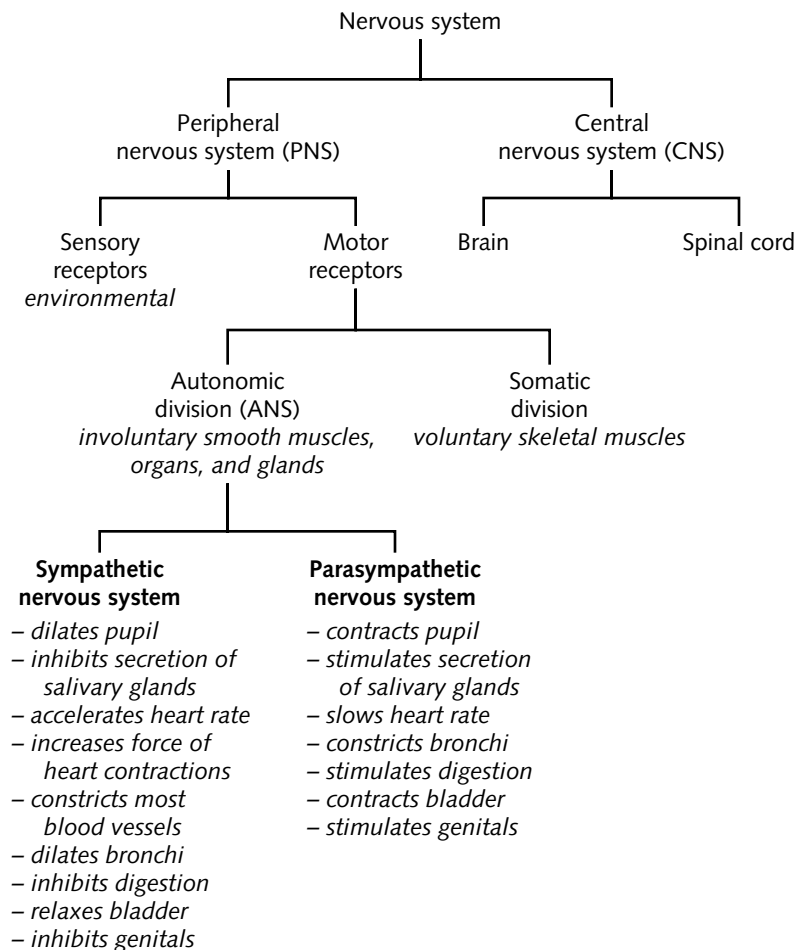 Nervous system
Peripheral
nervous system (PNS)
Central
nervous system (CNS)
Sensory
receptors
environmental
Motor
receptors
Brain
Spinal cord
Autonomic
division (ANS)
involuntary smooth muscles,
organs, and glands
Somatic
division
voluntary skeletal muscles
Sympathetic
nervous system
– dilates pupil
– inhibits secretion of
salivary glands
– accelerates heart rate
– increases force of
heart contractions
– constricts most
blood vessels
– dilates bronchi
– inhibits digestion
– relaxes bladder
– inhibits genitals
Parasympathetic
nervous system
– contracts pupil
– stimulates secretion
of salivary glands
– slows heart rate
– constricts bronchi
– stimulates digestion
– contracts bladder
– stimulates genitals